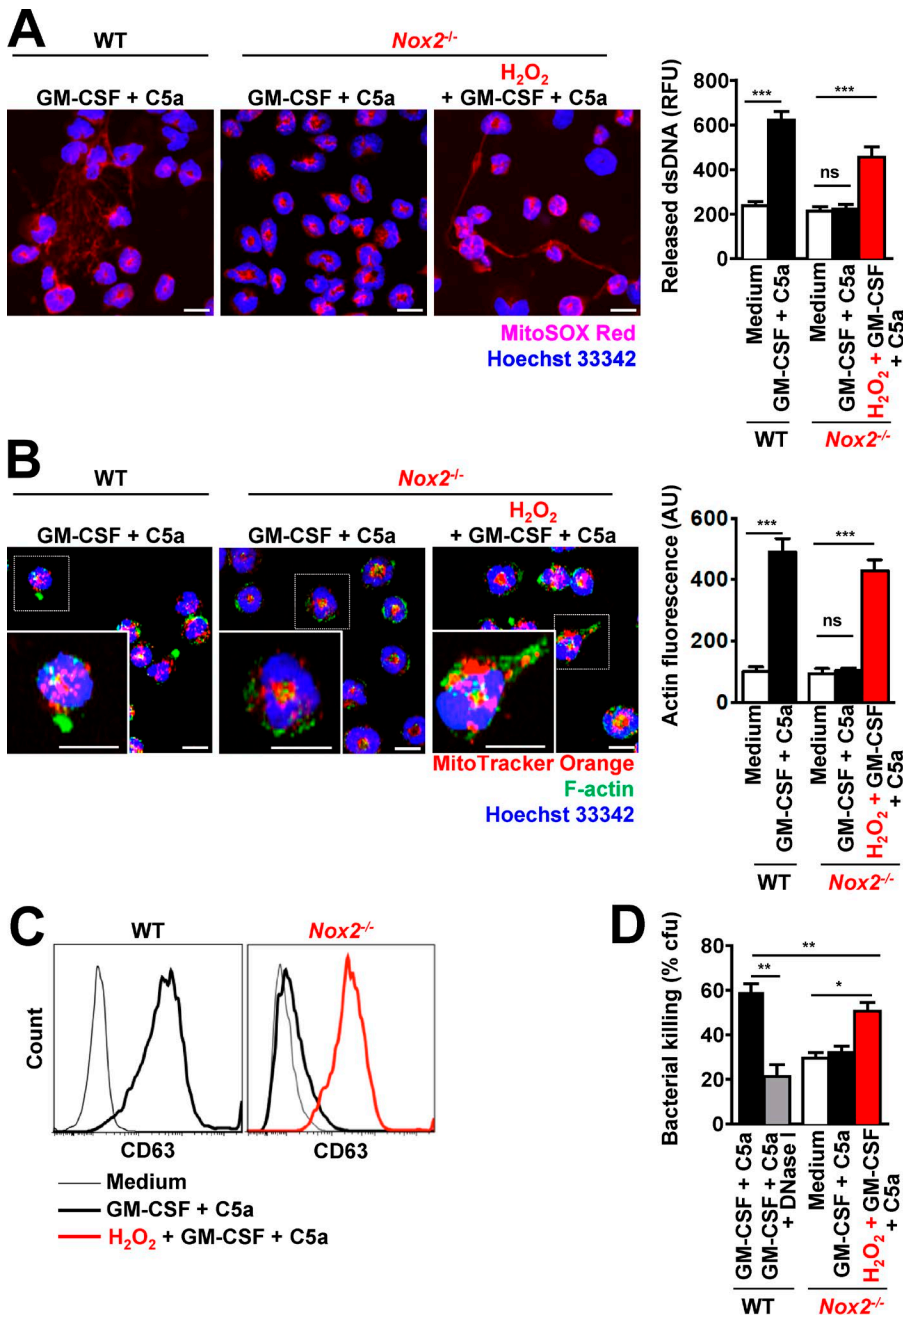 A
WT
Nox2-/-
GM-CSF + C5a
GM-CSF + C5a
H2O2
+ GM-CSF + C5a
MitoSOX Red
Hoechst 33342
Released dsDNA (RFU)
800
600
400
200
0
***
***
ns
Medium
GM-CSF + C5a
Medium
GM-CSF + C5a
H2O2 + GM-CSF
+ C5a
WT
Nox2-/-
B
WT
Nox2-/-
GM-CSF + C5a
GM-CSF + C5a
H2O2
+ GM-CSF + C5a
MitoTracker Orange
F-actin
Hoechst 33342
Actin fluorescence (AU)
600
400
200
0
***
***
ns
Medium
GM-CSF + C5a
Medium
GM-CSF + C5a
H2O2 + GM-CSF
+ C5a
WT
Nox2-/-
C
WT
Nox2-/-
Count
CD63
CD63
Medium
GM-CSF + C5a
H2O2 + GM-CSF + C5a
D
Bacterial killing (% cfu)
80
60
40
20
0
**
**
*
GM-CSF + C5a
GM-CSF + C5a
+ DNase I
Medium
GM-CSF + C5a
H2O2 + GM-CSF
+ C5a
WT
Nox2-/-